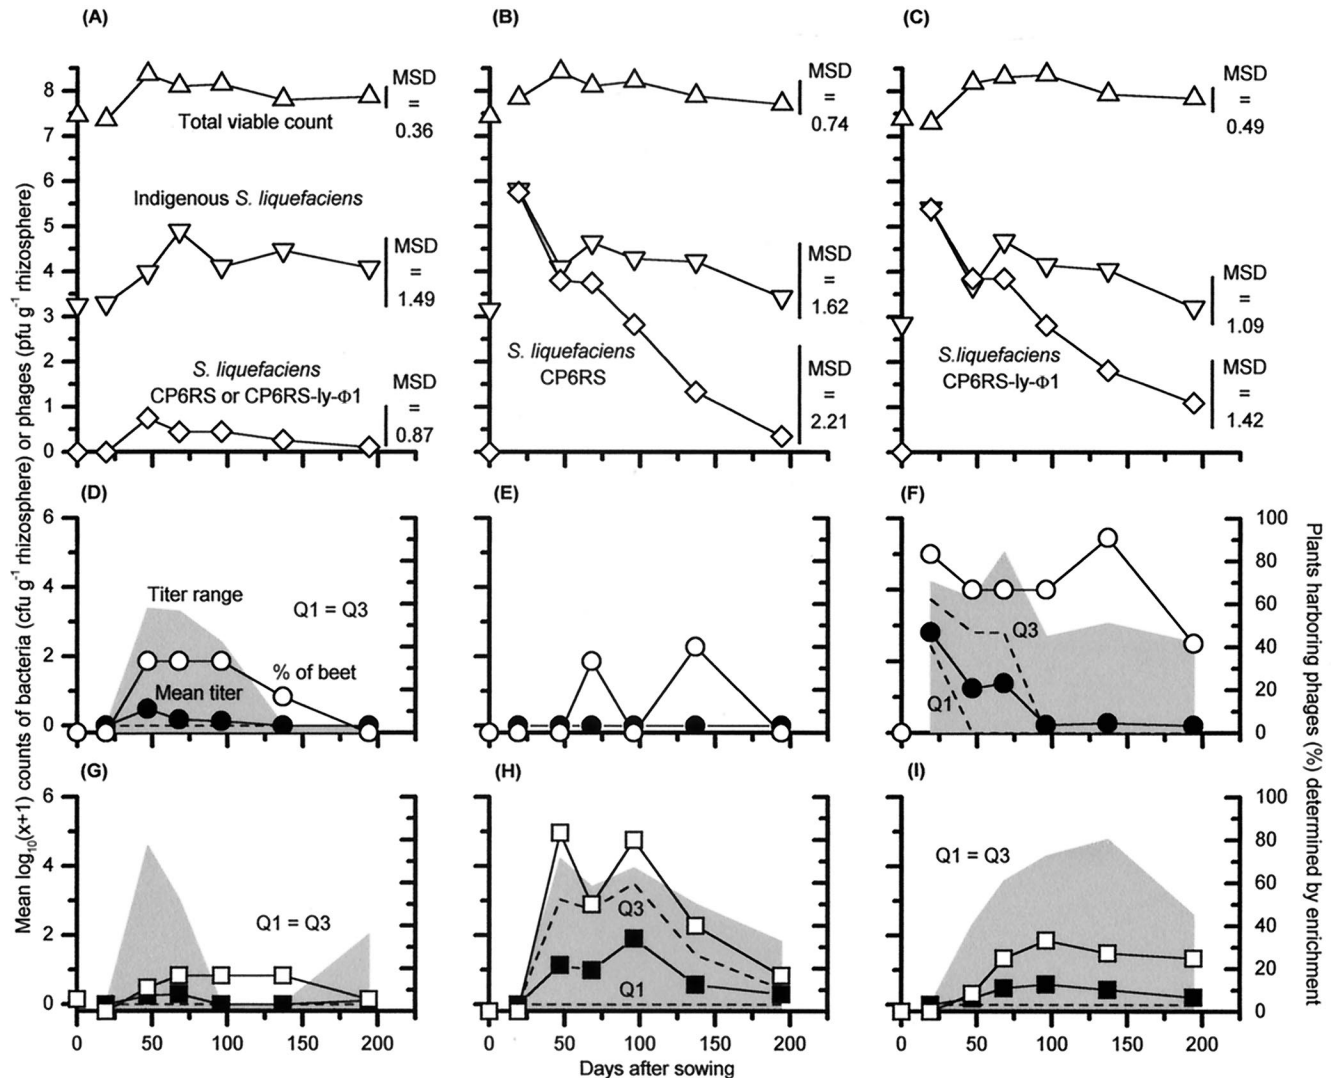 (A)
(B)
(C)
8
7
6
5
4
3
2
1
0
Total viable count
Indigenous S. liquefaciens
S. liquefaciens
CP6RS or CP6RS-ly-Φ1
MSD
=
0.36
MSD
=
1.49
MSD
=
0.87
S. liquefaciens
CP6RS
MSD
=
0.74
MSD
=
1.62
MSD
=
2.21
S.liquefaciens
CP6RS-ly-Φ1
MSD
=
0.49
MSD
=
1.09
MSD
=
1.42
Mean log10(x+1) counts of bacteria (cfu g-1 rhizosphere) or phages (pfu g-1 rhizosphere)
(D)
(E)
(F)
6
4
2
0
Titer range
Q1 = Q3
% of beet
Mean titer
Q3
Q1
100
80
60
40
20
0
Plants harboring phages (%) determined by enrichment
(G)
(H)
(I)
6
4
2
0
Q1 = Q3
Q3
Q1
Q1 = Q3
100
80
60
40
20
0
0 50 100 150 200
0 50 100 150 200
0 50 100 150 200
Days after sowing